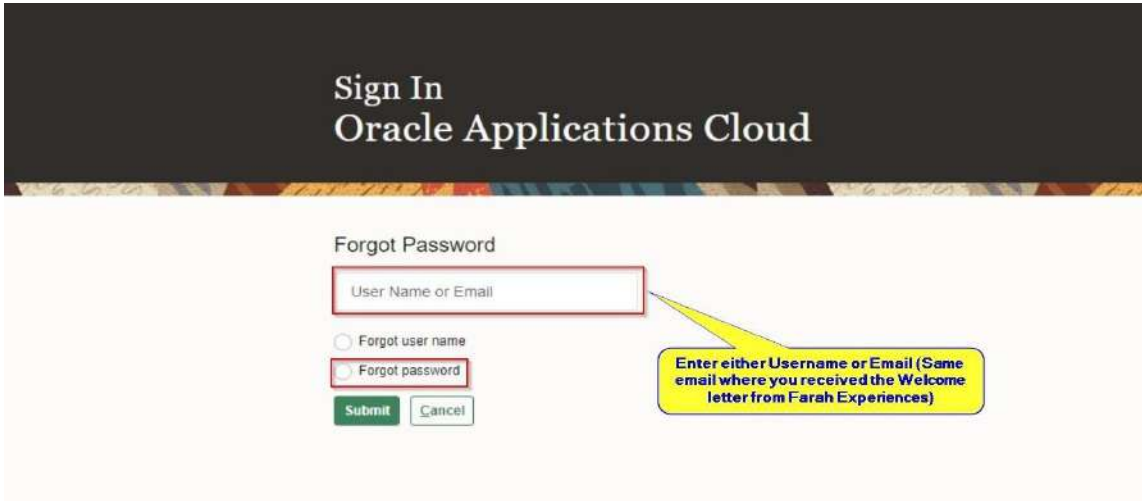 Sign In
Oracle Applications Cloud
Forgot Password
User Name or Email
Forgot user name
Forgot password
Enter either Username or Email (Same
email where you received the Welcome
letter from Farah Experiences)
Submit
Cancel